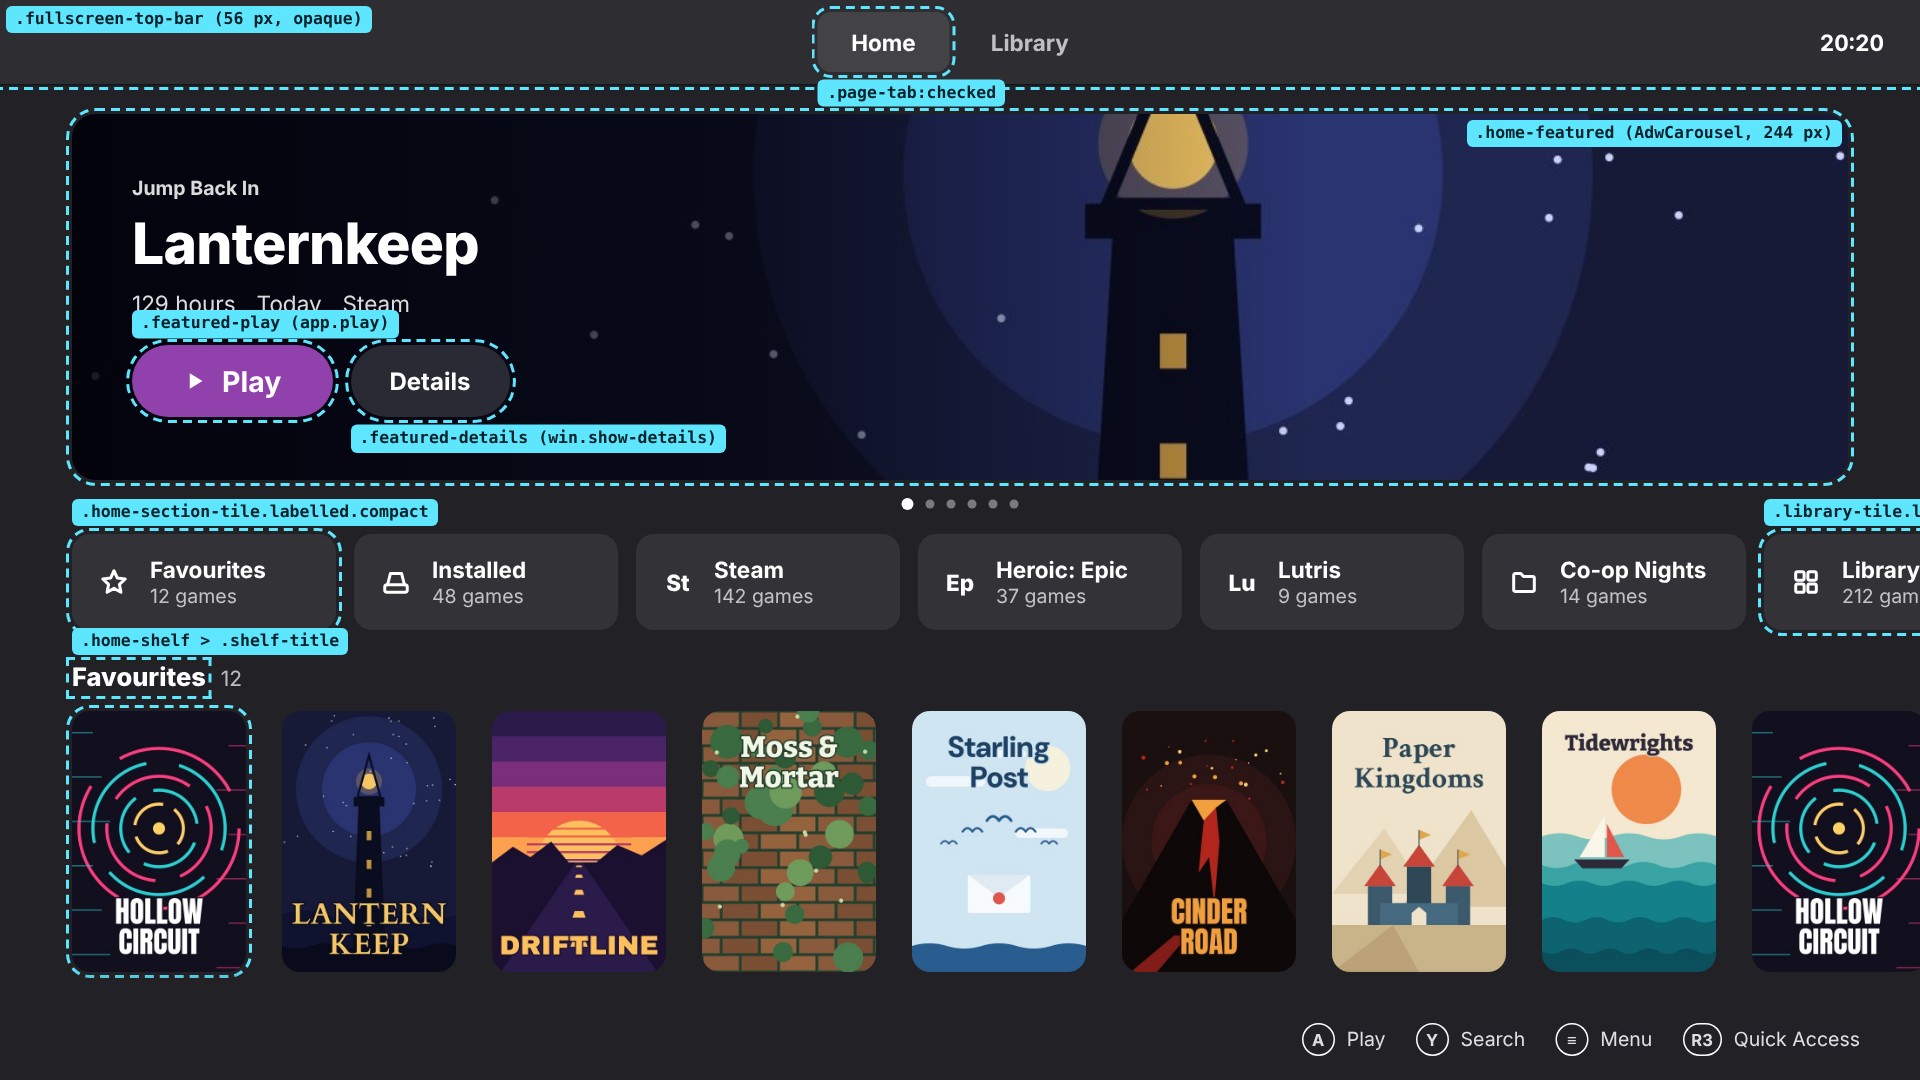 .fullscreen-top-bar (56 px, opaque)
Home
Library
20:20
.page-tab:checked
.home-featured (AdwCarousel, 244 px)
Jump Back In
Lanternkeep
129 hours Today Steam
.featured-play (app.play)
Play
Details
.featured-details (win.show-details)
.home-section-tile.labelled.compact
.library-tile.l
Favourites
12 games
Installed
48 games
St
Steam
142 games
Ep
Heroic: Epic
37 games
Lu
Lutris
9 games
Co-op Nights
14 games
Library
212 gam
.home-shelf > .shelf-title
Favourites 12
HOLLOW
CIRCUIT
LANTERN
KEEP
DRIFTLINE
Moss &
Mortar
Starling
Post
CINDER
ROAD
Paper
Kingdoms
Tidewrights
HOLLOW
CIRCUIT
A Play
Y Search
≡ Menu
R3 Quick Access